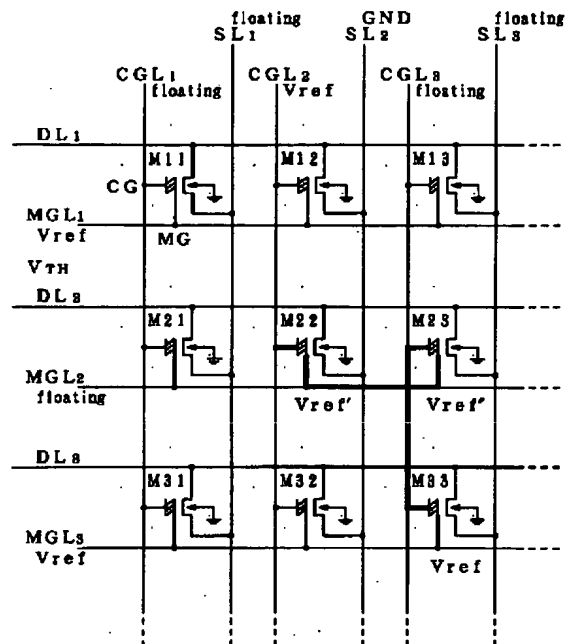 floating GND floating
SL1 SL2 SL3
CGL1 CGL2 CGL3
floating Vref floating
DL1
M11 M12 M13
CG
MGL1
Vref MG
VTH
DL2
M21 M22 M23
MGL2
floating Vref' Vref"
DL3
M31 M32 M33
MGL3
Vref Vref